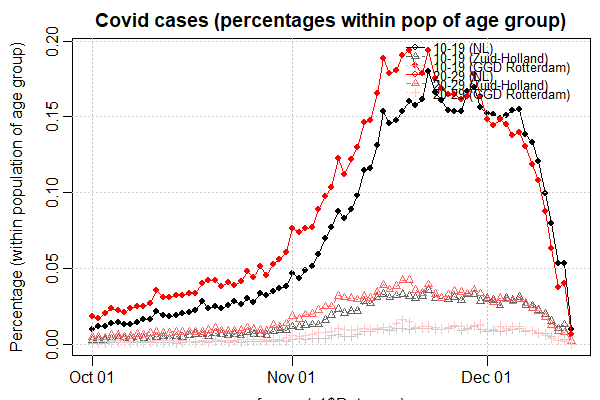 Covid cases (percentages within pop of age group)
Percentage (within population of age group)
0.20
0.15
0.10
0.05
0.00
10-19 (NL)
10-19 (Zuid-Holland)
10-19 (GGD Rotterdam)
20-29 (NL)
20-29 (Zuid-Holland)
20-29 (GGD Rotterdam)
Oct 01
Nov 01
Dec 01